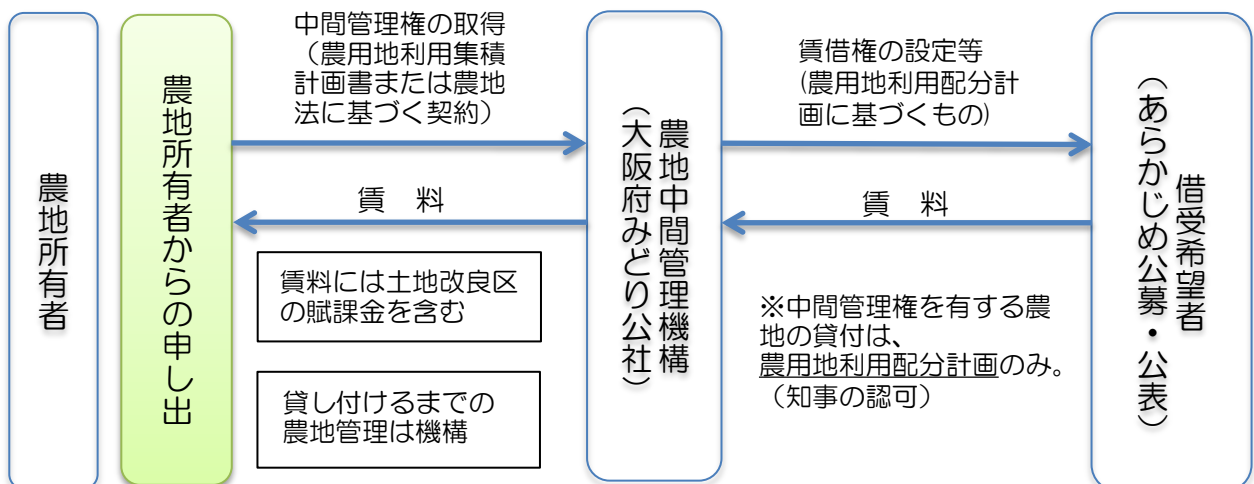 農地所有者
農地所有者からの申し出
中間管理権の取得
（農用地利用集積
計画書または農地
法に基づく契約）
賃　料
賃料には土地改良区
の賦課金を含む
貸し付けるまでの
農地管理は機構
農地中間管理機構
（大阪府みどり公社）
賃借権の設定等
(農用地利用配分計
画に基づくもの)
賃　料
※中間管理権を有する農
地の貸付は、
農用地利用配分計画のみ。
（知事の認可）
借受希望者
（あらかじめ公募・公表）